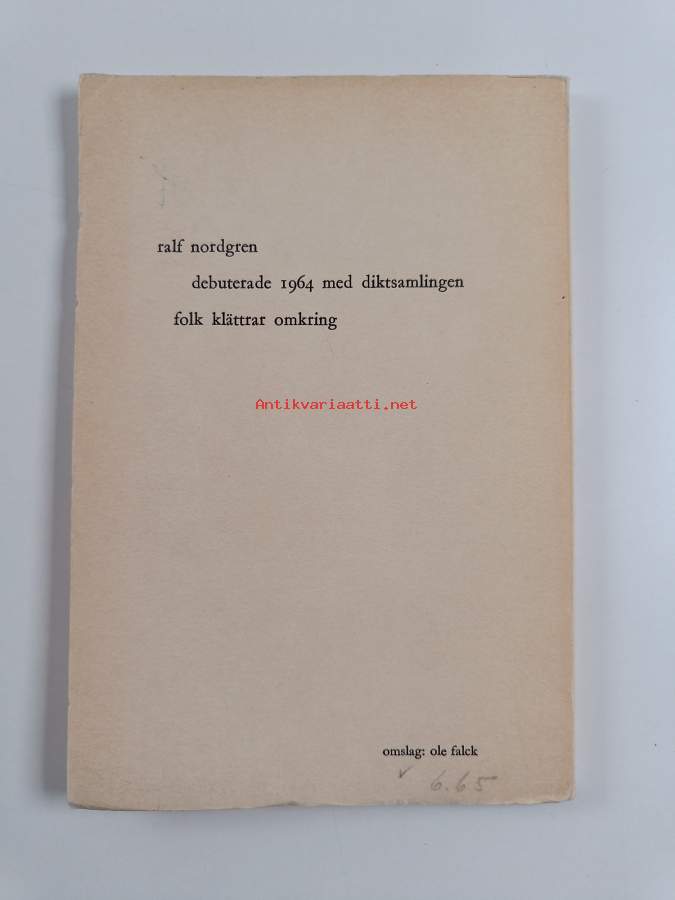 ralf nordgren
debuterade 1964 med diktsamlingen
folk klättrar omkring
Antikvariaatti.net
omslag: ole falck
6.65